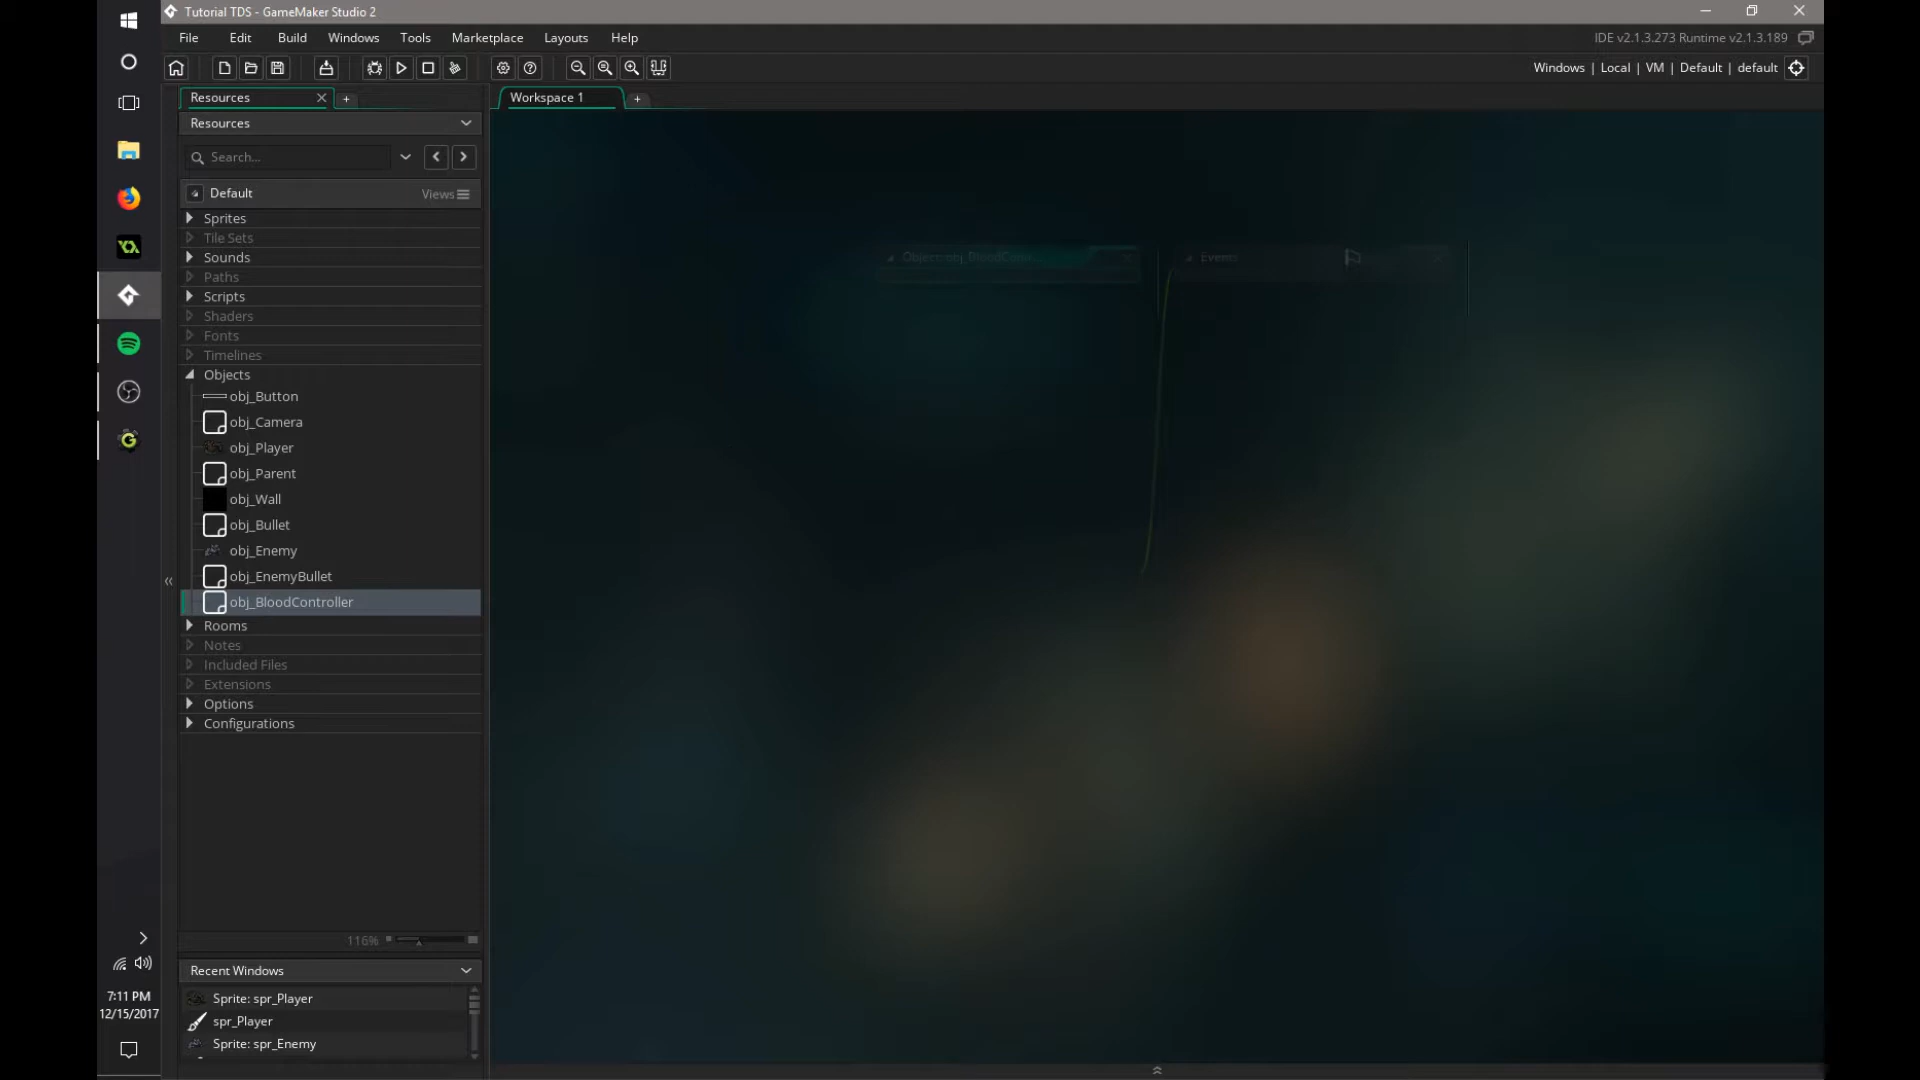 Tutorial TDS - GameMaker Studio 2
File Edit Build Windows Tools Marketplace Layouts Help
IDE v2.1.3.273 Runtime v2.1.3.189
Windows | Local | VM | Default | default
Resources
Workspace 1
Resources
Search...
Default
Views
Sprites
Tile Sets
Sounds
Paths
Scripts
Shaders
Fonts
Timelines
Objects
obj_Button
obj_Camera
obj_Player
obj_Parent
obj_Wall
obj_Bullet
obj_Enemy
obj_EnemyBullet
obj_BloodController
Rooms
Notes
Included Files
Extensions
Options
Configurations
Events
116%
Recent Windows
Sprite: spr_Player
spr_Player
Sprite: spr_Enemy
7:11 PM
12/15/2017